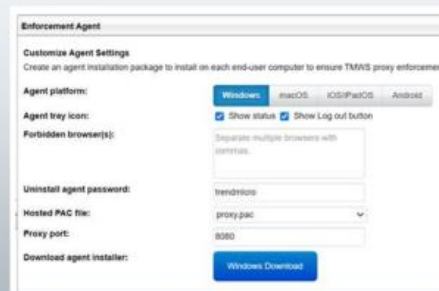 Enforcement Agent
Customize Agent Settings
Create an agent installation package to install on each end-user computer to ensure TMWS proxy enforcement
Agent platform: Windows macOS iOS/iPadOS Android
Agent tray icon: Show status Show Log out button
Forbidden browser(s): Separate multiple browsers with
commas.
Uninstall agent password: trendmicro
Hosted PAC file: proxy.pac
Proxy port: 8080
Download agent installer: Windows Download